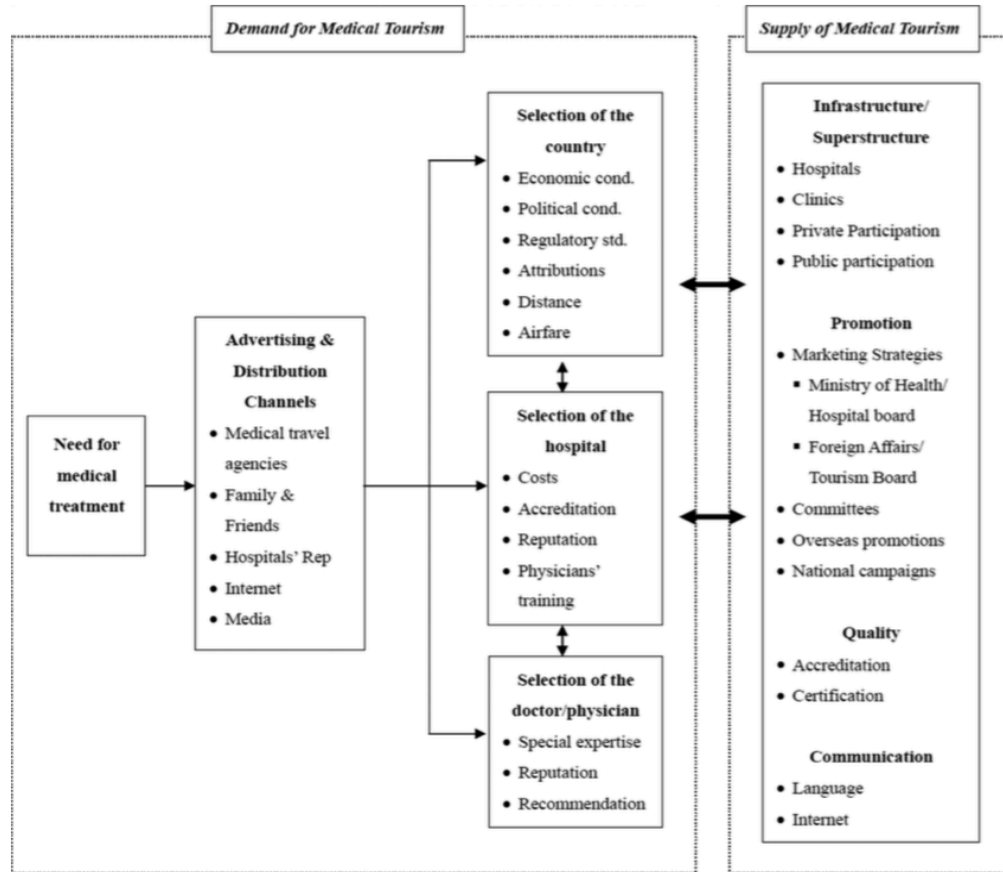 Demand for Medical Tourism
Supply of Medical Tourism
Need for
medical
treatment
Advertising &
Distribution
Channels
• Medical travel
agencies
• Family &
Friends
• Hospitals' Rep
• Internet
• Media
Selection of the
country
• Economic cond.
• Political cond.
• Regulatory std.
• Attributions
• Distance
• Airfare
Selection of the
hospital
• Costs
• Accreditation
• Reputation
• Physicians'
training
Selection of the
doctor/physician
• Special expertise
• Reputation
• Recommendation
Infrastructure/
Superstructure
• Hospitals
• Clinics
• Private Participation
• Public participation
Promotion
• Marketing Strategies
▪ Ministry of Health/
Hospital board
▪ Foreign Affairs/
Tourism Board
• Committees
• Overseas promotions
• National campaigns
Quality
• Accreditation
• Certification
Communication
• Language
• Internet